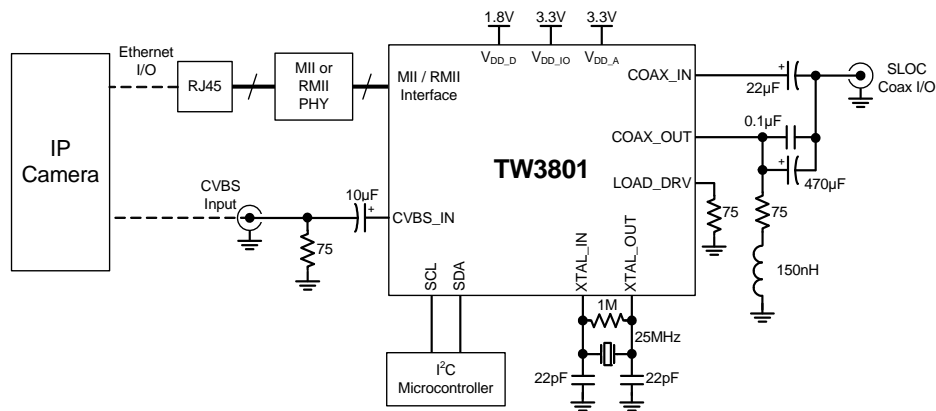 1.8V
3.3V
3.3V
Ethernet
I/O
RJ45
MII or
RMII
PHY
MII / RMII
Interface
VDD_D
VDD_IO
VDD_A
COAX_IN
22µF
+
SLOC
Coax I/O
IP
Camera
TW3801
COAX_OUT
0.1µF
+
470µF
LOAD_DRV
75
75
150nH
CVBS
Input
10µF
+
CVBS_IN
75
SCL
SDA
XTAL_IN
XTAL_OUT
1M
25MHz
22pF
22pF
I²C
Microcontroller